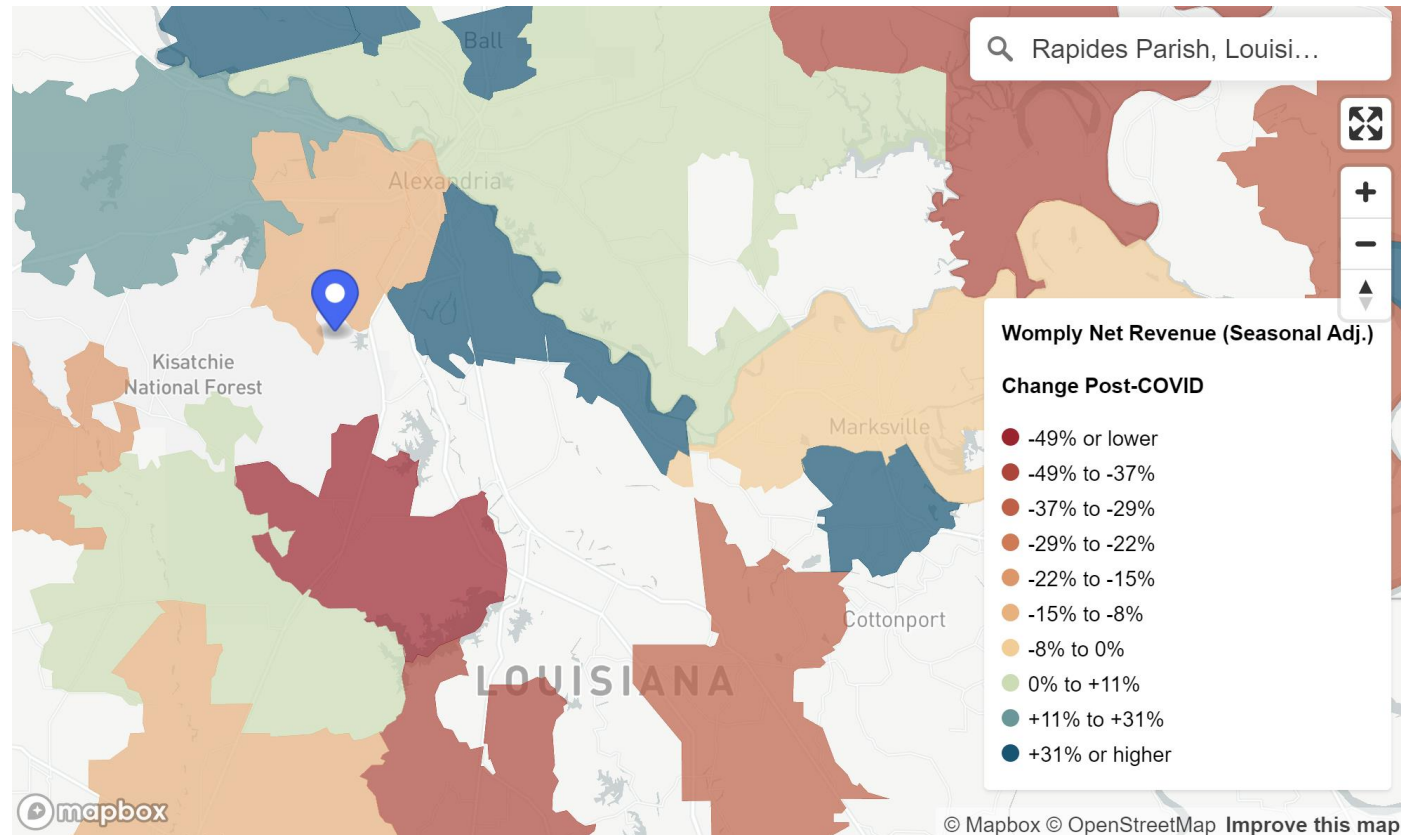 Ball
Rapides Parish, Louisi…
Alexandria
Kisatchie
National Forest
Marksville
Cottonport
LOUISIANA
Womply Net Revenue (Seasonal Adj.)
Change Post-COVID
-49% or lower
-49% to -37%
-37% to -29%
-29% to -22%
-22% to -15%
-15% to -8%
-8% to 0%
0% to +11%
+11% to +31%
+31% or higher
mapbox
© Mapbox © OpenStreetMap Improve this map